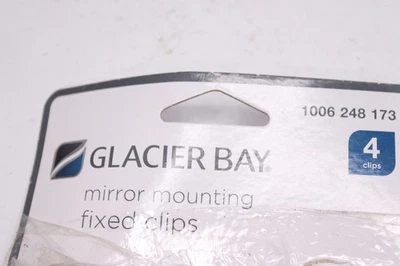 1006 248 173
GLACIER BAY®
4
clips
mirror mounting
fixed clips